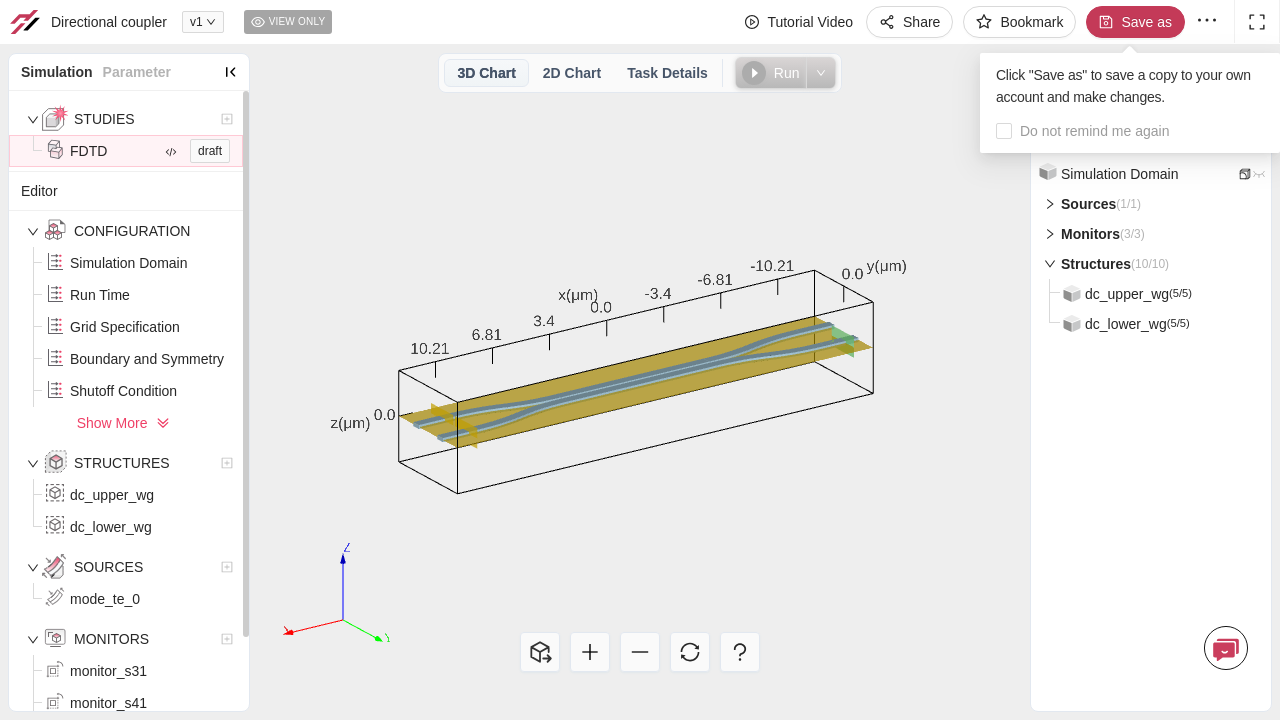 Directional coupler
v1
VIEW ONLY
Tutorial Video
Share
Bookmark
Save as
Click "Save as" to save a copy to your own
account and make changes.
Do not remind me again
Simulation Parameter
STUDIES
FDTD
draft
Editor
CONFIGURATION
Simulation Domain
Run Time
Grid Specification
Boundary and Symmetry
Shutoff Condition
Show More
STRUCTURES
dc_upper_wg
dc_lower_wg
SOURCES
mode_te_0
MONITORS
monitor_s31
monitor_s41
3D Chart
2D Chart
Task Details
Run
x(μm)
10.21
6.81
3.4
0.0
-3.4
-6.81
-10.21
0.0
y(μm)
z(μm)
0.0
Z
X
Y
Simulation Domain
Sources(1/1)
Monitors(3/3)
Structures(10/10)
dc_upper_wg(5/5)
dc_lower_wg(5/5)